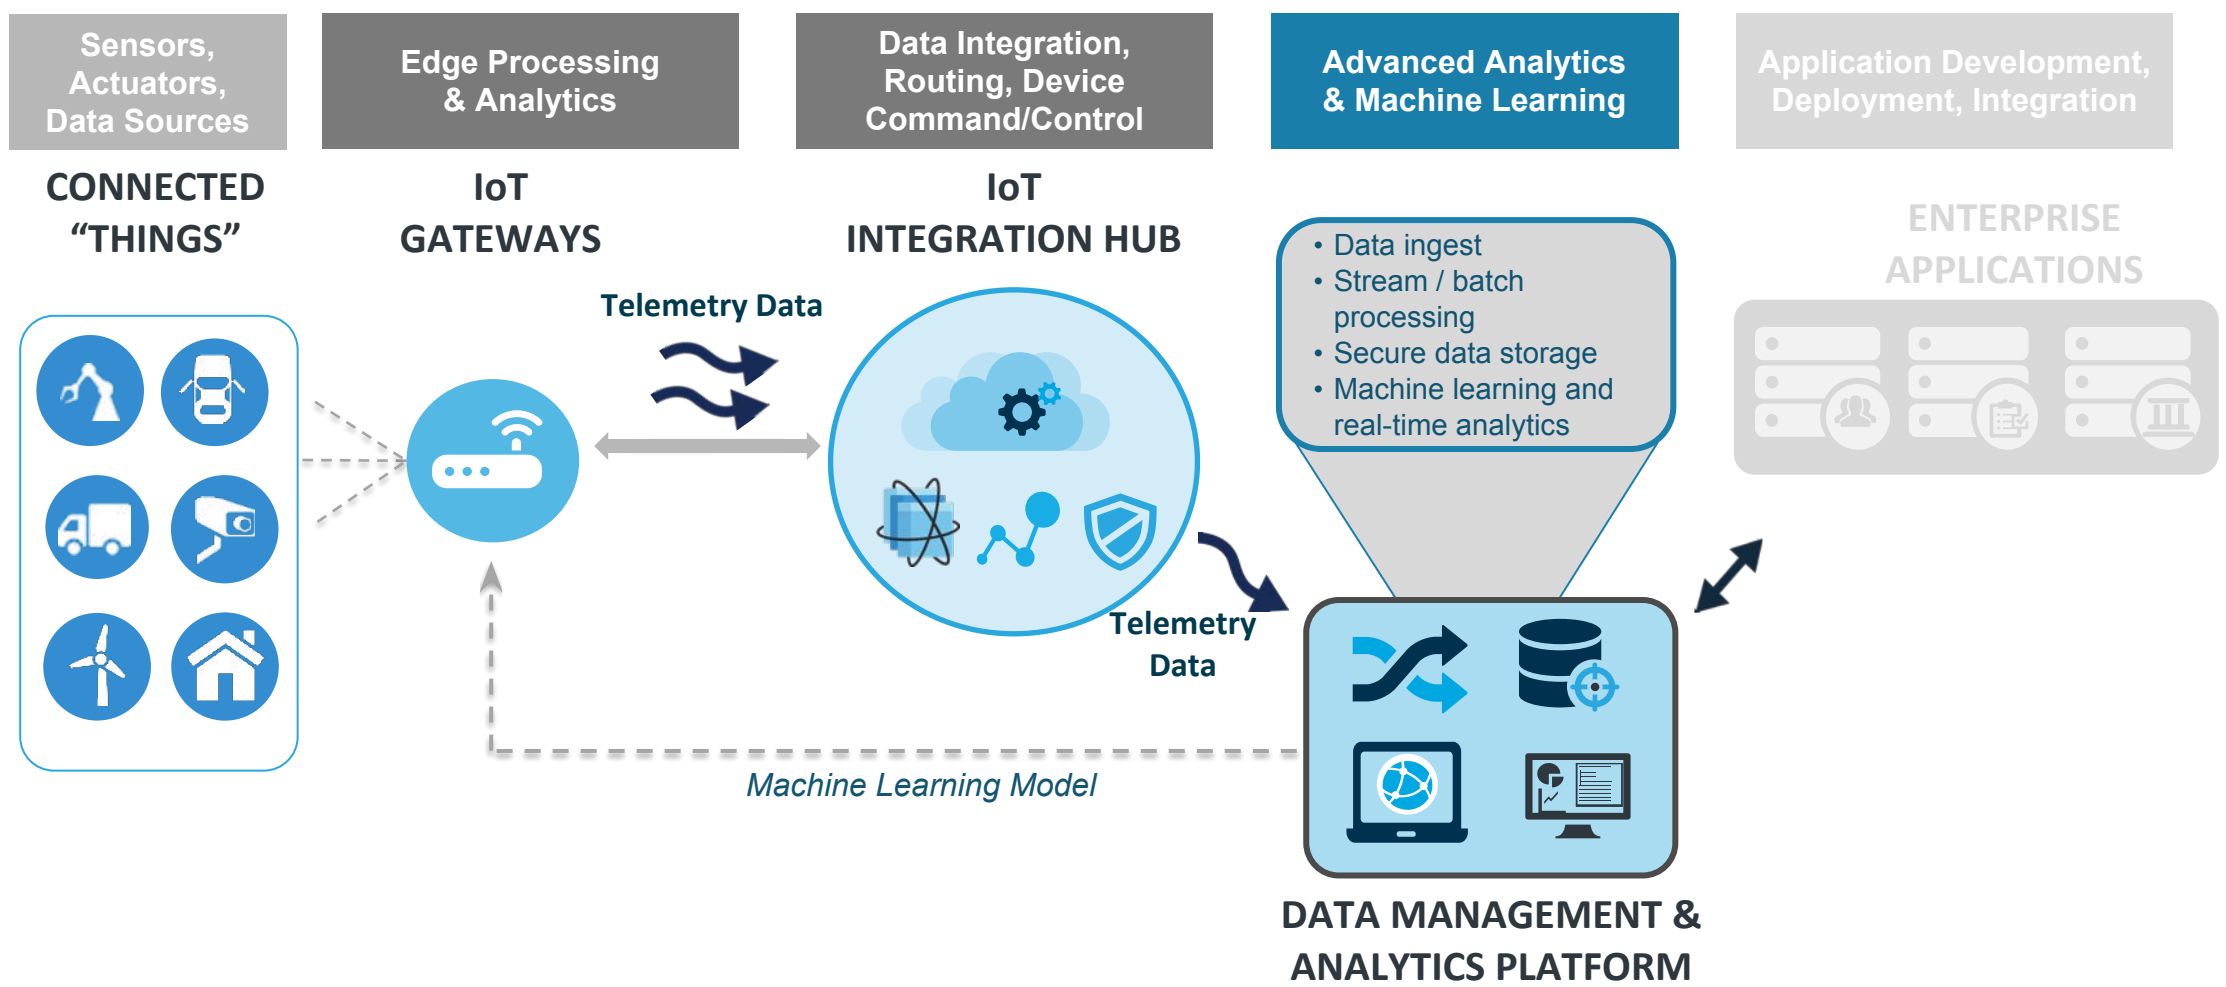 Sensors,
Actuators,
Data Sources
Edge Processing
& Analytics
Data Integration,
Routing, Device
Command/Control
Advanced Analytics
& Machine Learning
Application Development,
Deployment, Integration
CONNECTED
“THINGS”
IoT
GATEWAYS
IoT
INTEGRATION HUB
ENTERPRISE
APPLICATIONS
• Data ingest
• Stream / batch
processing
• Secure data storage
• Machine learning and
real-time analytics
Telemetry Data
Telemetry
Data
Machine Learning Model
DATA MANAGEMENT &
ANALYTICS PLATFORM